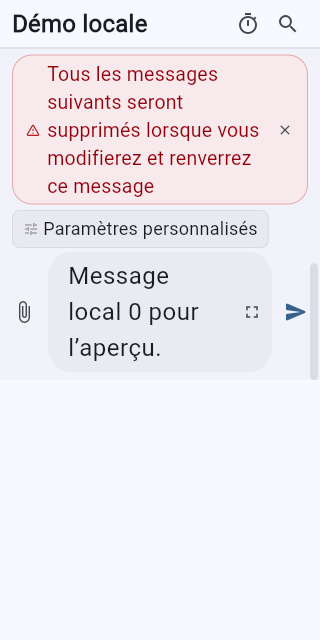 Démo locale
Tous les messages
suivants seront
supprimés lorsque vous
modifierez et renverrez
ce message
Paramètres personnalisés
Message
local 0 pour
l’aperçu.